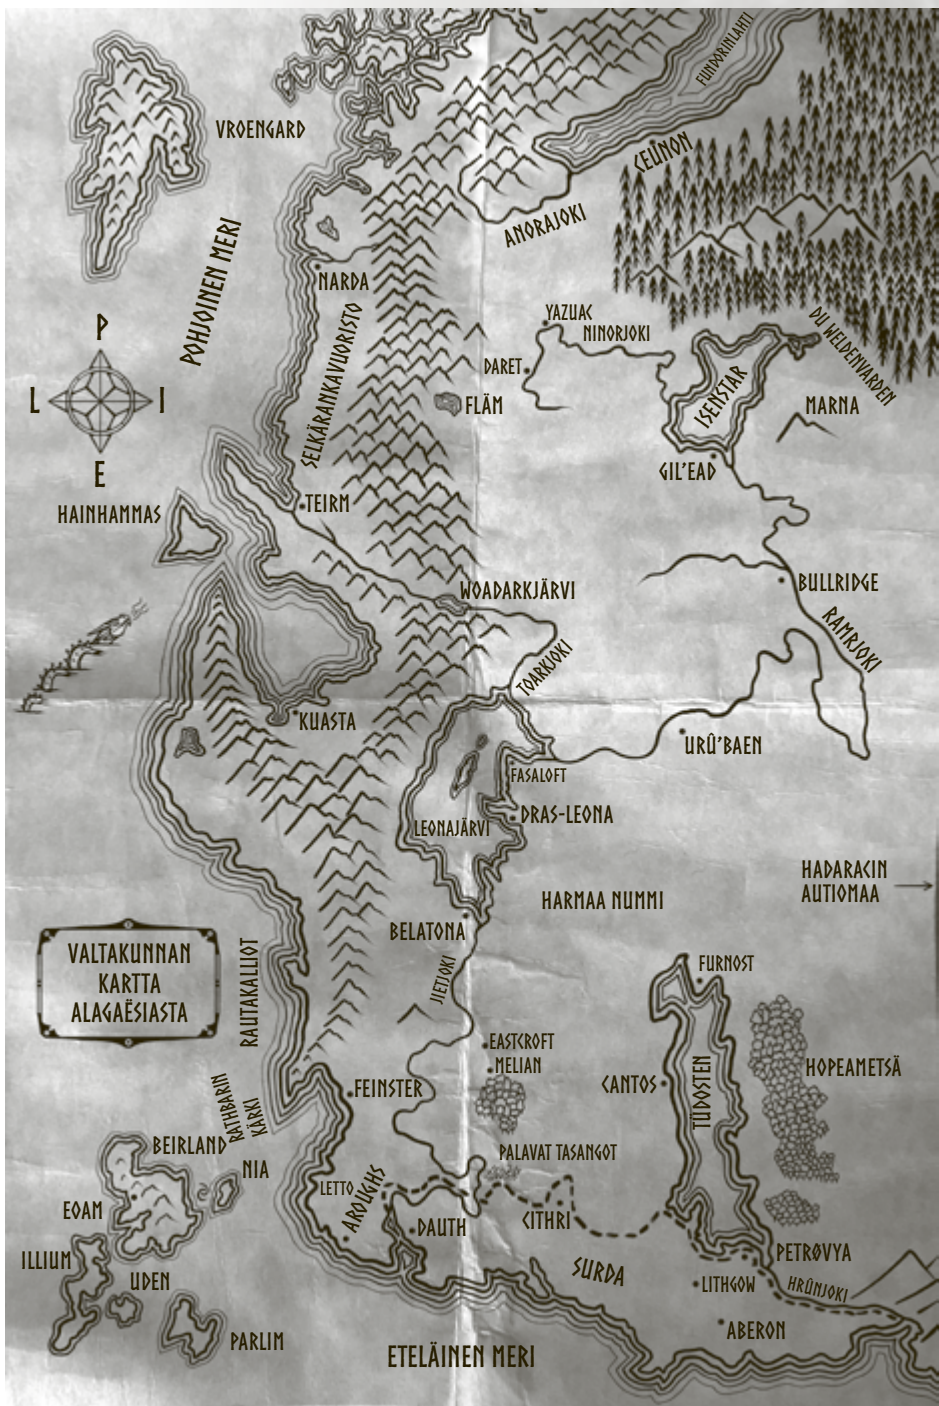 FUNDORINLAHTI
VROENGARD
CEUNON
ANORAJOKI
POHJOINEN MERI
NARDA
P
L
I
E
YAZUAC
NINORJOKI
DU WELDENVARDEN
DARET
SELKÄRANKAVUORISTO
FLÄM
ISENSTAR
MARNA
GIL'EAD
HAINHAMMAS
TEIRM
WOADARKJÄRVI
BULLRIDGE
RAMRJOKI
TOARKJOKI
KUASTA
URÛ'BAEN
FASALOFT
DRAS-LEONA
LEONAJÄRVI
HADARACIN
AUTIOMAA
HARMAA NUMMI
BELATONA
VALTAKUNNAN
KARTTA
ALAGAËSIASTA
RAUTAKALLIOT
JIETJOKI
FURNOST
EASTCROFT
MELIAN
HOPEAMETSÄ
CANTOS
TÜDOSTEN
FEINSTER
RATHBARIN
KÄRKI
BEIRLAND
NIA
PALAVAT TASANGOT
LETTO
AROUGHS
EOAM
DAUTH
CITHRI
ILLIUM
UDEN
SURDA
PETRØVYA
LITHGOW
HRÛNJOKI
PARLIM
ABERON
ETELÄINEN MERI